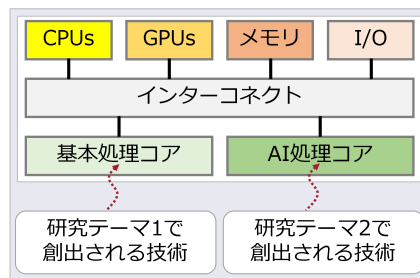 CPUs GPUs メモリ I/O
インターコネクト
基本処理コア AI処理コア
研究テーマ1で 研究テーマ2で
創出される技術 創出される技術